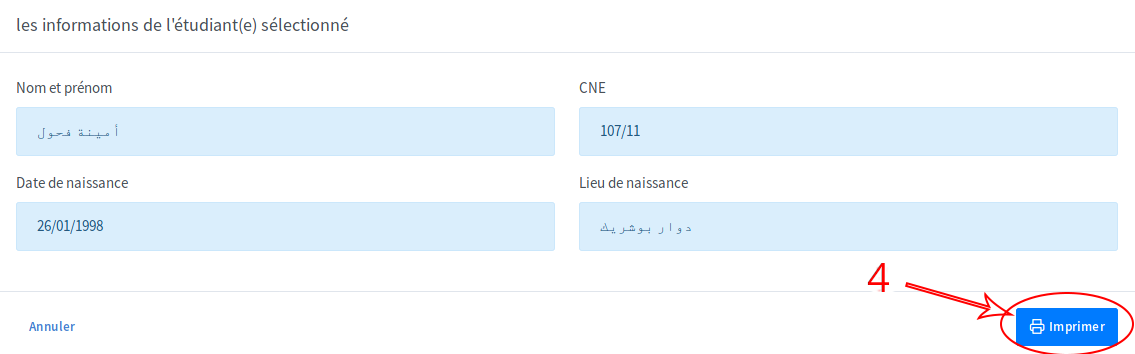 les informations de l'étudiant(e) sélectionné
Nom et prénom
CNE
أمينة فحول
107/11
Date de naissance
Lieu de naissance
26/01/1998
دوار بوشريك
4
Annuler
Imprimer